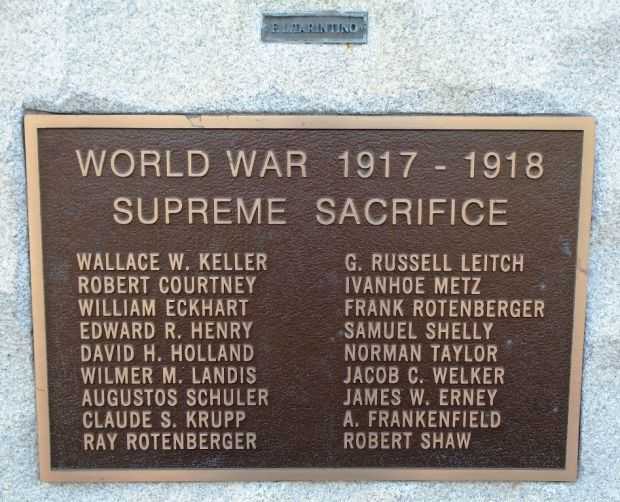 E.L.TARINTINO
WORLD WAR 1917 - 1918
SUPREME SACRIFICE
WALLACE W. KELLER
ROBERT COURTNEY
WILLIAM ECKHART
EDWARD R. HENRY
DAVID H. HOLLAND
WILMER M. LANDIS
AUGUSTOS SCHULER
CLAUDE S. KRUPP
RAY ROTENBERGER
G. RUSSELL LEITCH
IVANHOE METZ
FRANK ROTENBERGER
SAMUEL SHELLY
NORMAN TAYLOR
JACOB C. WELKER
JAMES W. ERNEY
A. FRANKENFIELD
ROBERT SHAW